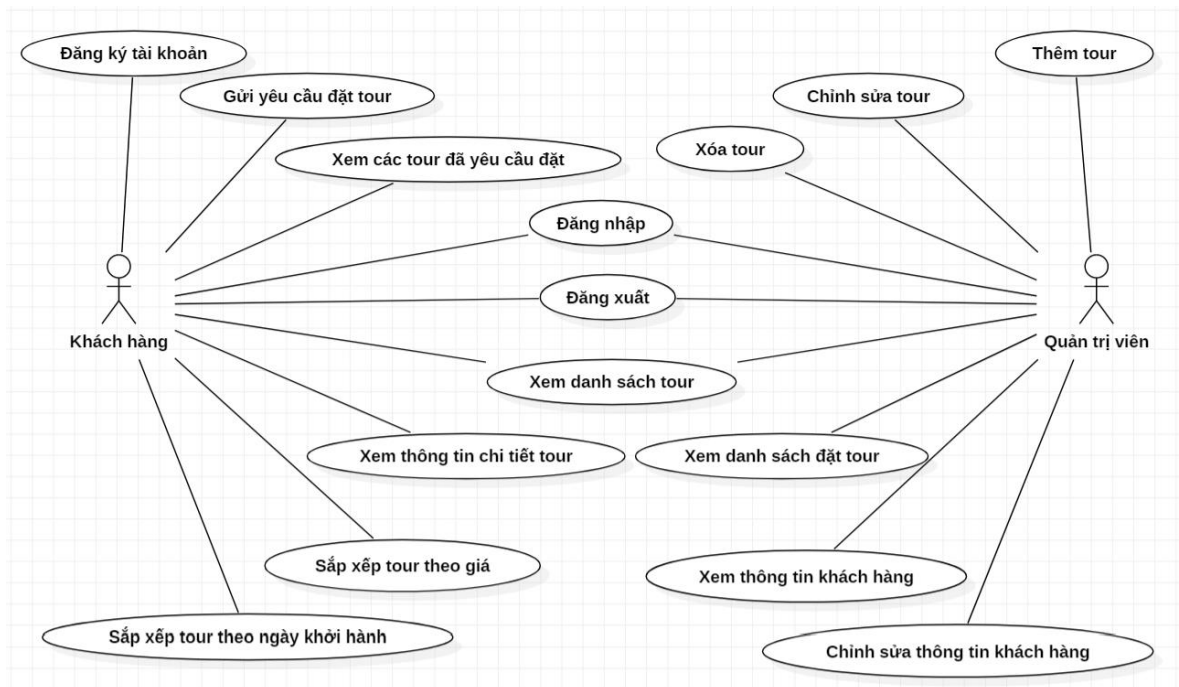 Đăng ký tài khoản
Thêm tour
Gửi yêu cầu đặt tour
Chỉnh sửa tour
Xem các tour đã yêu cầu đặt
Xóa tour
Đăng nhập
Đăng xuất
Khách hàng
Quản trị viên
Xem danh sách tour
Xem thông tin chi tiết tour
Xem danh sách đặt tour
Sắp xếp tour theo giá
Xem thông tin khách hàng
Sắp xếp tour theo ngày khởi hành
Chỉnh sửa thông tin khách hàng